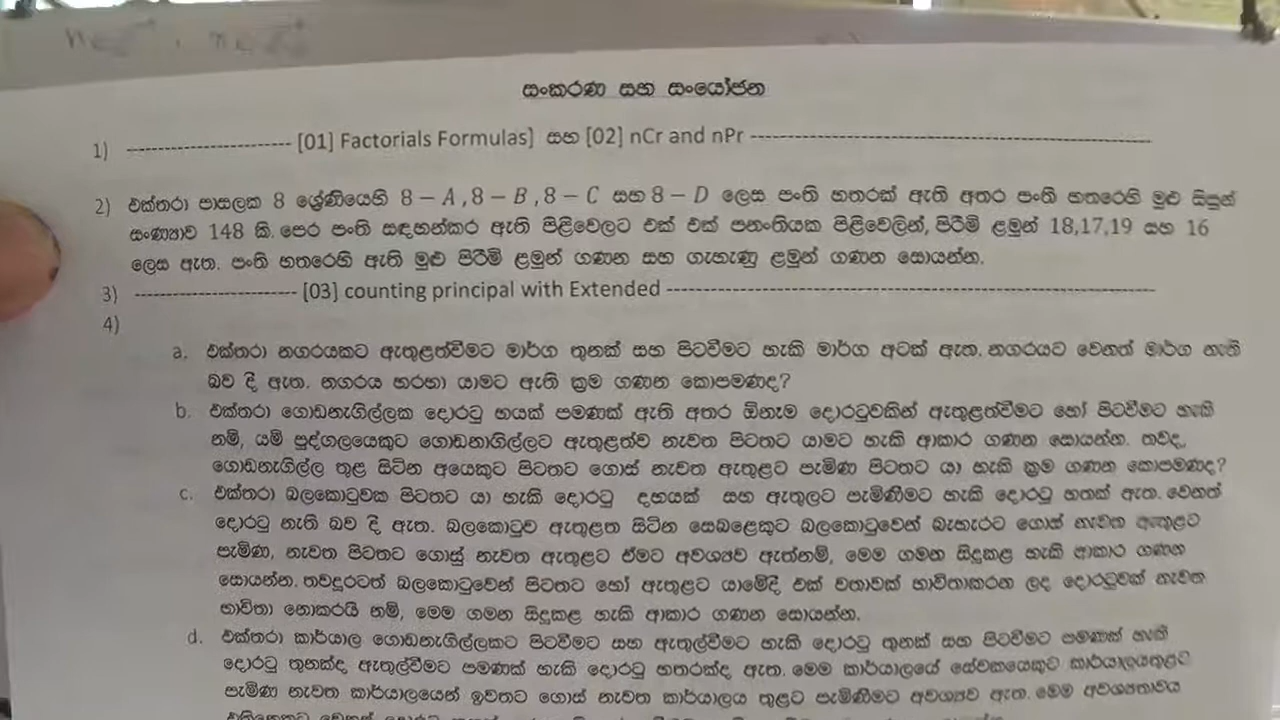 සංකරණ සහ සංයෝජන
1) ----------------------- [01] Factorials Formulas] සහ [02] nCr and nPr ---------------------------------------------------------
2) එක්තරා පාසලක 8 ශ්‍රේණියෙහි 8 − A , 8 − B , 8 − C සහ 8 − D ලෙස පංති හතරක් ඇති අතර පංති හතරෙහි මුළු සිසුන්
සංඛ්‍යාව 148 කි. පෙර පංති සඳහන්කර ඇති පිළිවෙලට එක් එක් පනංතියක පිළිවෙලින්, පිරිමි ළමුන් 18,17,19 සහ 16
ලෙස ඇත. පංති හතරෙහි ඇති මුළු පිරිමි ළමුන් ගණන සහ ගැහැණු ළමුන් ගණන සොයන්න.
3) ----------------------- [03] counting principal with Extended ---------------------------------------------------------------------
4)
a. එක්තරා නගරයකට ඇතුළත්වීමට මාර්ග තුනක් සහ පිටවීමට හැකි මාර්ග අටක් ඇත. නගරයට වෙනත් මාර්ග නැති
බව දී ඇත. නගරය හරහා යාමට ඇති ක්‍රම ගණන කොපමණද?
b. එක්තරා ගොඩනැගිල්ලක දොරටු හයක් පමණක් ඇති අතර ඕනෑම දොරටුවකින් ඇතුළත්වීමට හෝ පිටවීමට හැකි
නම්, යම් පුද්ගලයෙකුට ගොඩනාගිල්ලට ඇතුළත්ව නැවත පිටතට යාමට හැකි ආකාර ගණන සොයන්න. තවද,
ගොඩනැගිල්ල තුළ සිටින අයෙකුට පිටතට ගොස් නැවත ඇතුළට පැමිණ පිටතට යා හැකි ක්‍රම ගණන කොපමණද?
c. එක්තරා බලකොටුවක පිටතට යා හැකි දොරටු දහයක් සහ ඇතුලට පැමිණීමට හැකි දොරටු හතක් ඇත. වෙනත්
දොරටු නැති බව දී ඇත. බලකොටුව ඇතුළත සිටින සෙබළෙකුට බලකොටුවෙන් බැහැරට ගොස් නැවත ඇතුළට
පැමිණ, නැවත පිටතට ගොසු නැවත ඇතුළට ඒමට අවශ්‍යව ඇත්නම්, මෙම ගමන සිදුකළ හැකි ආකාර ගණන
සොයන්න. තවදුරටත් බලකොටුවෙන් පිටතට හෝ ඇතුළට යාමේදී එක් වතාවක් භාවිතාකරන ලද දොරටුවක් නැවත
භාවිතා නොකරයි නම්, මෙම ගමන සිදුකළ හැකි ආකාර ගණන සොයන්න.
d. එක්තරා කාර්යාල ගොඩනැගිල්ලකට පිටවීමට සහ ඇතුල්වීමට හැකි දොරටු තුනක් සහ පිටවීමට පමණක් හැකි
දොරටු තුනක්ද, ඇතුල්වීමට පමණක් හැකි දොරටු හතරක්ද ඇත. මෙම කාර්යාලයේ සේවකයෙකුට කාර්යාලයතුළට
පැමිණ නැවත කාර්යාලයෙන් ඉවතට ගොස් නැවත කාර්යාලය තුළට පැමිණීමට අවශ්‍යව ඇත. මෙම අවශ්‍යතාවය